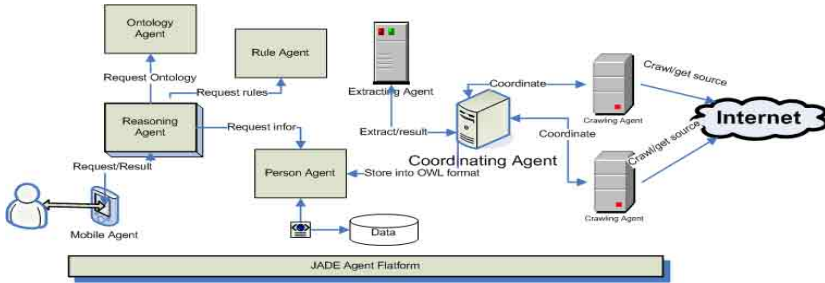 Ontology
Agent
Rule Agent
Request Ontology
Request rules
Extracting Agent
Coordinate
Crawl/get source
Crawling Agent
Reasoning
Agent
Request infor
Extract/result
Coordinating Agent
Coordinate
Internet
Crawl/get source
Request/Result
Person Agent
Store into OWL format
Crawling Agent
Mobile Agent
Data
JADE Agent Flatform